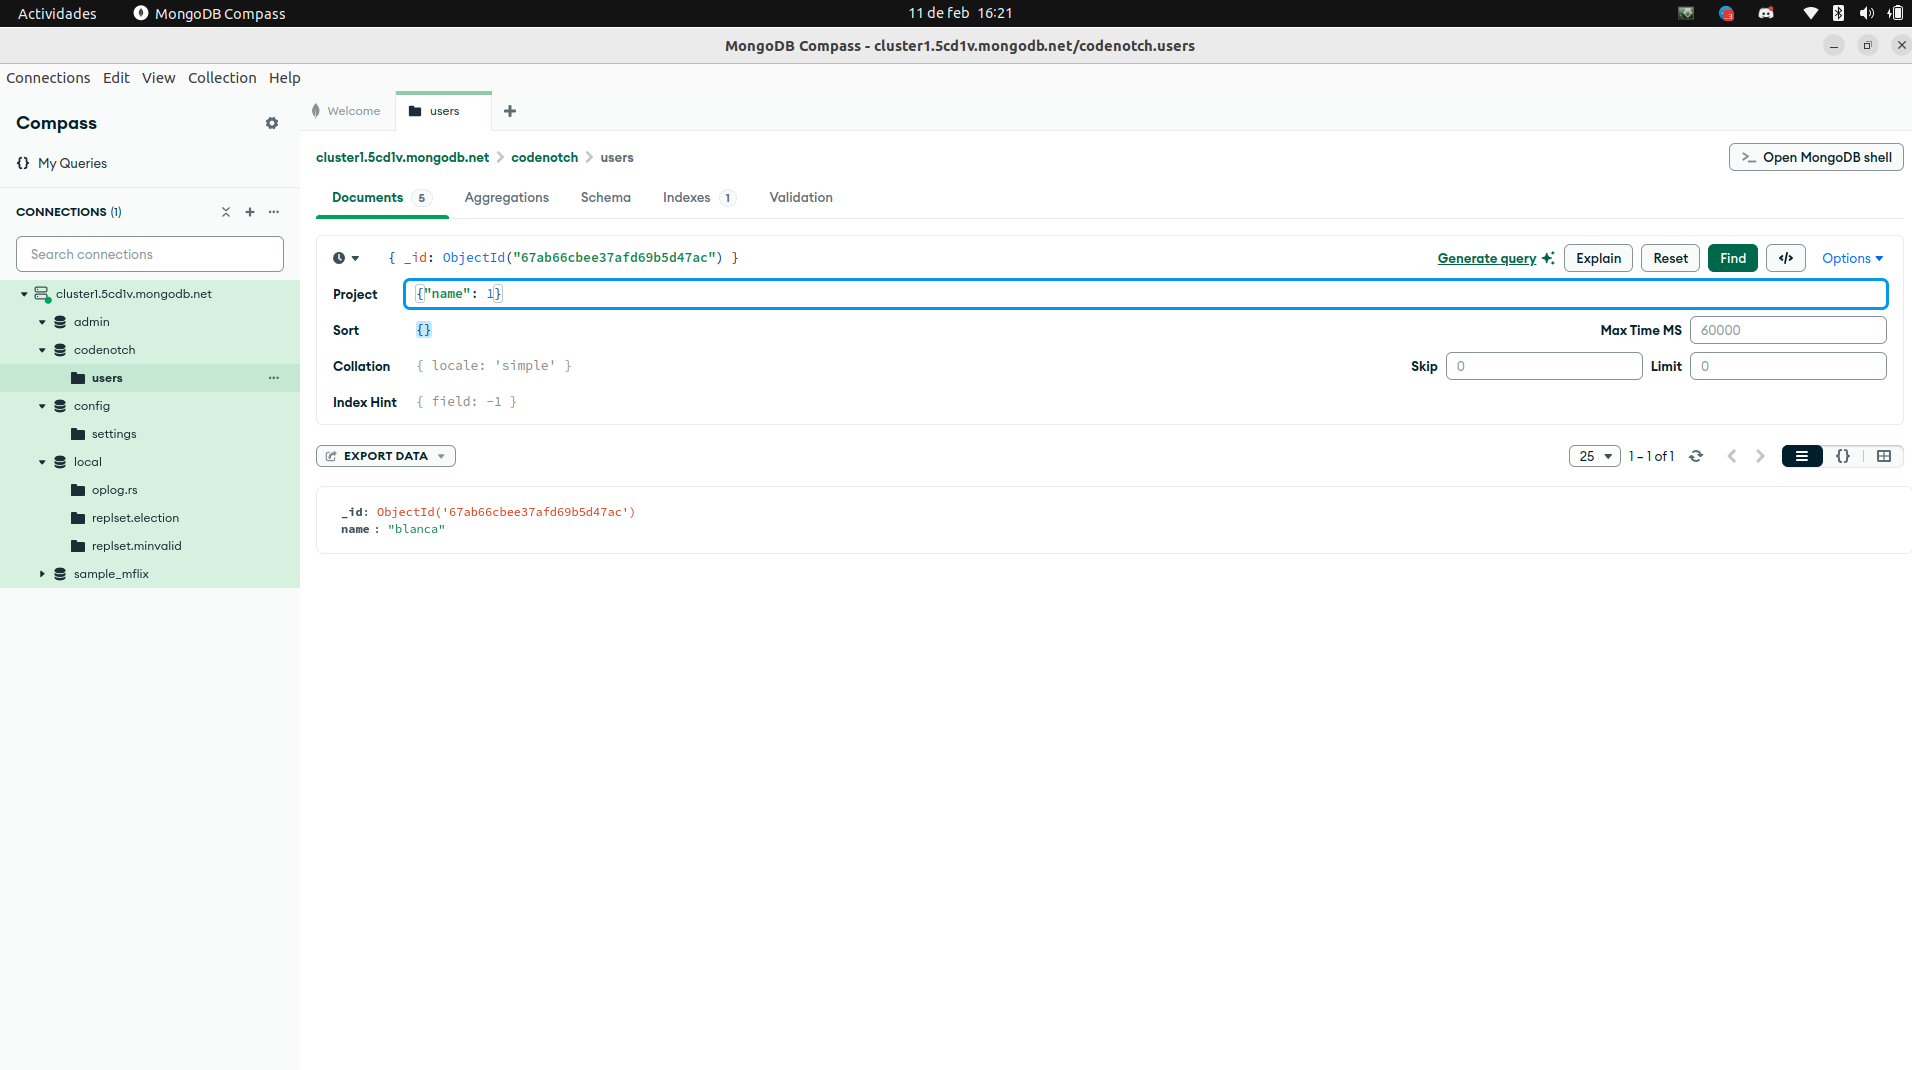 Actividades MongoDB Compass 11 de feb 16:21
MongoDB Compass - cluster1.5cd1v.mongodb.net/codenotch.users
Connections Edit View Collection Help
Compass
My Queries
CONNECTIONS (1)
Search connections
cluster1.5cd1v.mongodb.net
admin
codenotch
users
config
settings
local
oplog.rs
replset.election
replset.minvalid
sample_mflix
Welcome users
cluster1.5cd1v.mongodb.net > codenotch > users
Open MongoDB shell
Documents 5 Aggregations Schema Indexes 1 Validation
{ _id: ObjectId("67ab66cbee37afd69b5d47ac") }
Generate query Explain Reset Find </> Options
Project {"name": 1}
Sort {} Max Time MS 60000
Collation { locale: 'simple' } Skip 0 Limit 0
Index Hint { field: -1 }
EXPORT DATA 25 1 – 1 of 1 {}
_id: ObjectId('67ab66cbee37afd69b5d47ac')
name : "blanca"